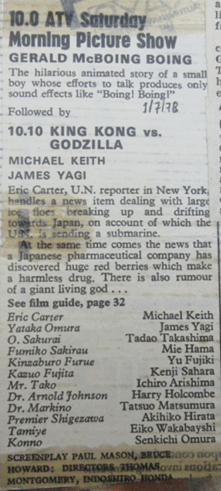 10.0 ATV Saturday
Morning Picture Show
GERALD McBOING BOING
The hilarious animated story of a small
boy whose efforts to talk produces only
sound effects like "Boing! Boing!"
1/7/78
Followed by
10.10 KING KONG vs.
GODZILLA
MICHAEL KEITH
JAMES YAGI
Eric Carter, U.N. reporter in New York,
handles a news item dealing with large
floes breaking up and drifting
towards Japan, on account of which the
U.N. is sending a submarine.
At the same time comes the news that
a Japanese pharmaceutical company has
discovered huge red berries which make
a harmless drug. There is also rumour
of a giant living god . . .
See film guide, page 32
Eric Carter Michael Keith
Yataka Omura James Yagi
O. Sakurai Tadao Takashima
Fumiko Sakirau Mie Hama
Kinzaburo Furue Yu Fujiki
Kazuo Fujita Kenji Sahara
Mr. Tako Ichiro Arishima
Dr. Arnold Johnson Harry Holcombe
Dr. Markino Tatsuo Matsumura
Premier Shigezawa Akihiko Hirata
Tamiye Eiko Wakabayshi
Konno Senkichi Omura
SCREENPLAY PAUL MASON, BRUCE
HOWARD: DIRECTORS THOMAS
MONTGOMERY, INDOSHIRO HONDA